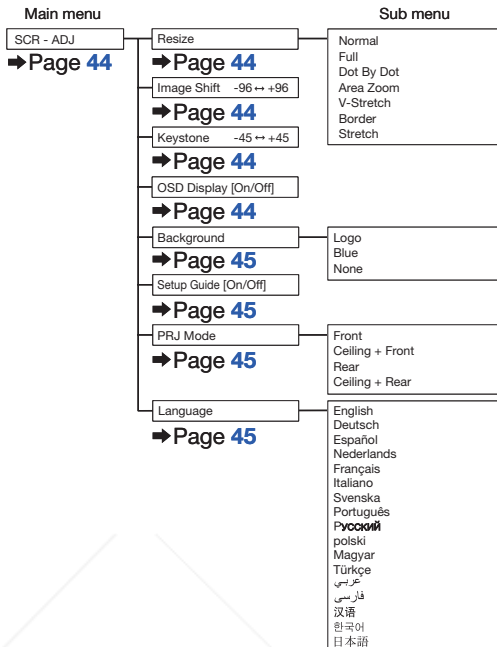 Main menu
Sub menu
SCR - ADJ
➡Page 44
Resize
➡Page 44
Normal
Full
Dot By Dot
Area Zoom
V-Stretch
Border
Stretch
Image Shift -96 ↔ +96
➡Page 44
Keystone -45 ↔ +45
➡Page 44
OSD Display [On/Off]
➡Page 44
Background
➡Page 45
Logo
Blue
None
Setup Guide [On/Off]
➡Page 45
PRJ Mode
➡Page 45
Front
Ceiling + Front
Rear
Ceiling + Rear
Language
➡Page 45
English
Deutsch
Español
Nederlands
Français
Italiano
Svenska
Português
Русский
polski
Magyar
Türkçe
عربي
فارسی
汉语
한국어
日本語